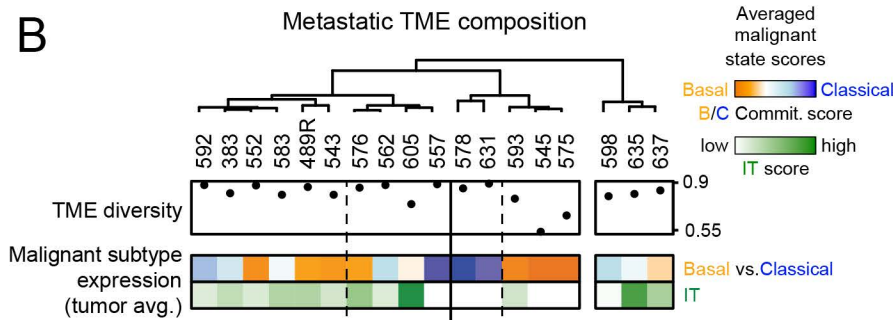 B
Metastatic TME composition
Averaged
malignant
state scores
Basal Classical
B/C Commit. score
low high
IT score
592 383 552 583 489R 543 576 562 605 557 578 631 593 545 575 598 635 637
TME diversity
0.9
0.55
Malignant subtype
expression
(tumor avg.)
Basal vs.Classical
IT